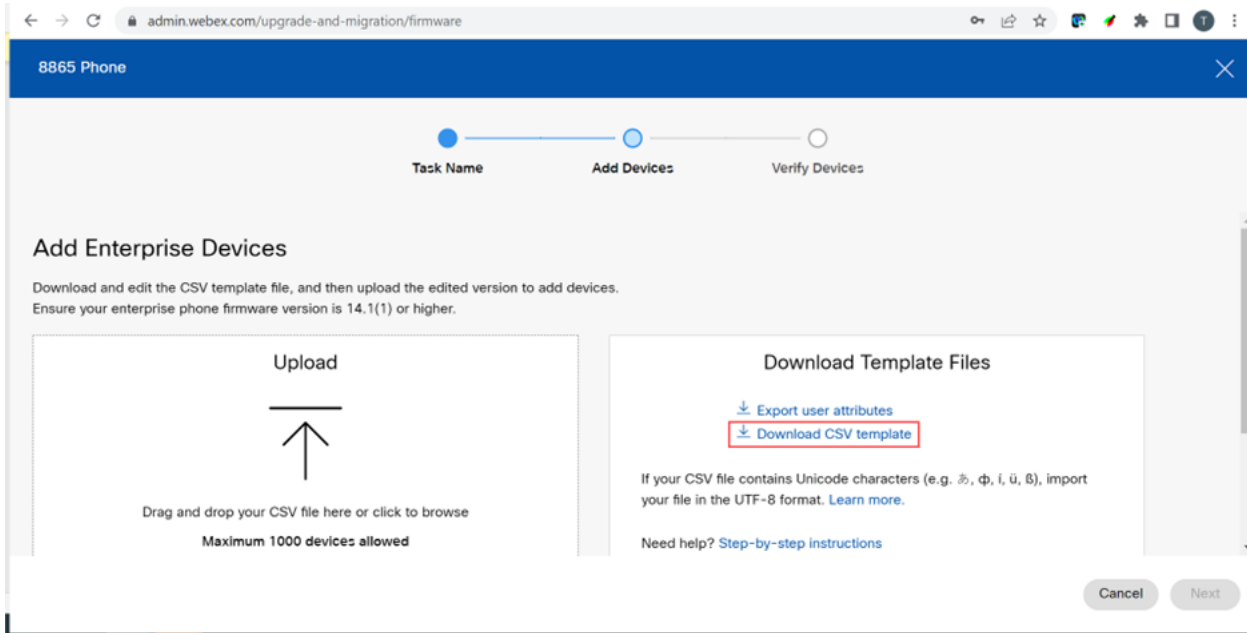 admin.webex.com/upgrade-and-migration/firmware
T
8865 Phone
Task Name
Add Devices
Verify Devices
Add Enterprise Devices
Download and edit the CSV template file, and then upload the edited version to add devices.
Ensure your enterprise phone firmware version is 14.1(1) or higher.
Upload
Drag and drop your CSV file here or click to browse
Maximum 1000 devices allowed
Download Template Files
Export user attributes
Download CSV template
If your CSV file contains Unicode characters (e.g. あ, ф, í, ü, ß), import
your file in the UTF-8 format. Learn more.
Need help? Step-by-step instructions
Cancel
Next